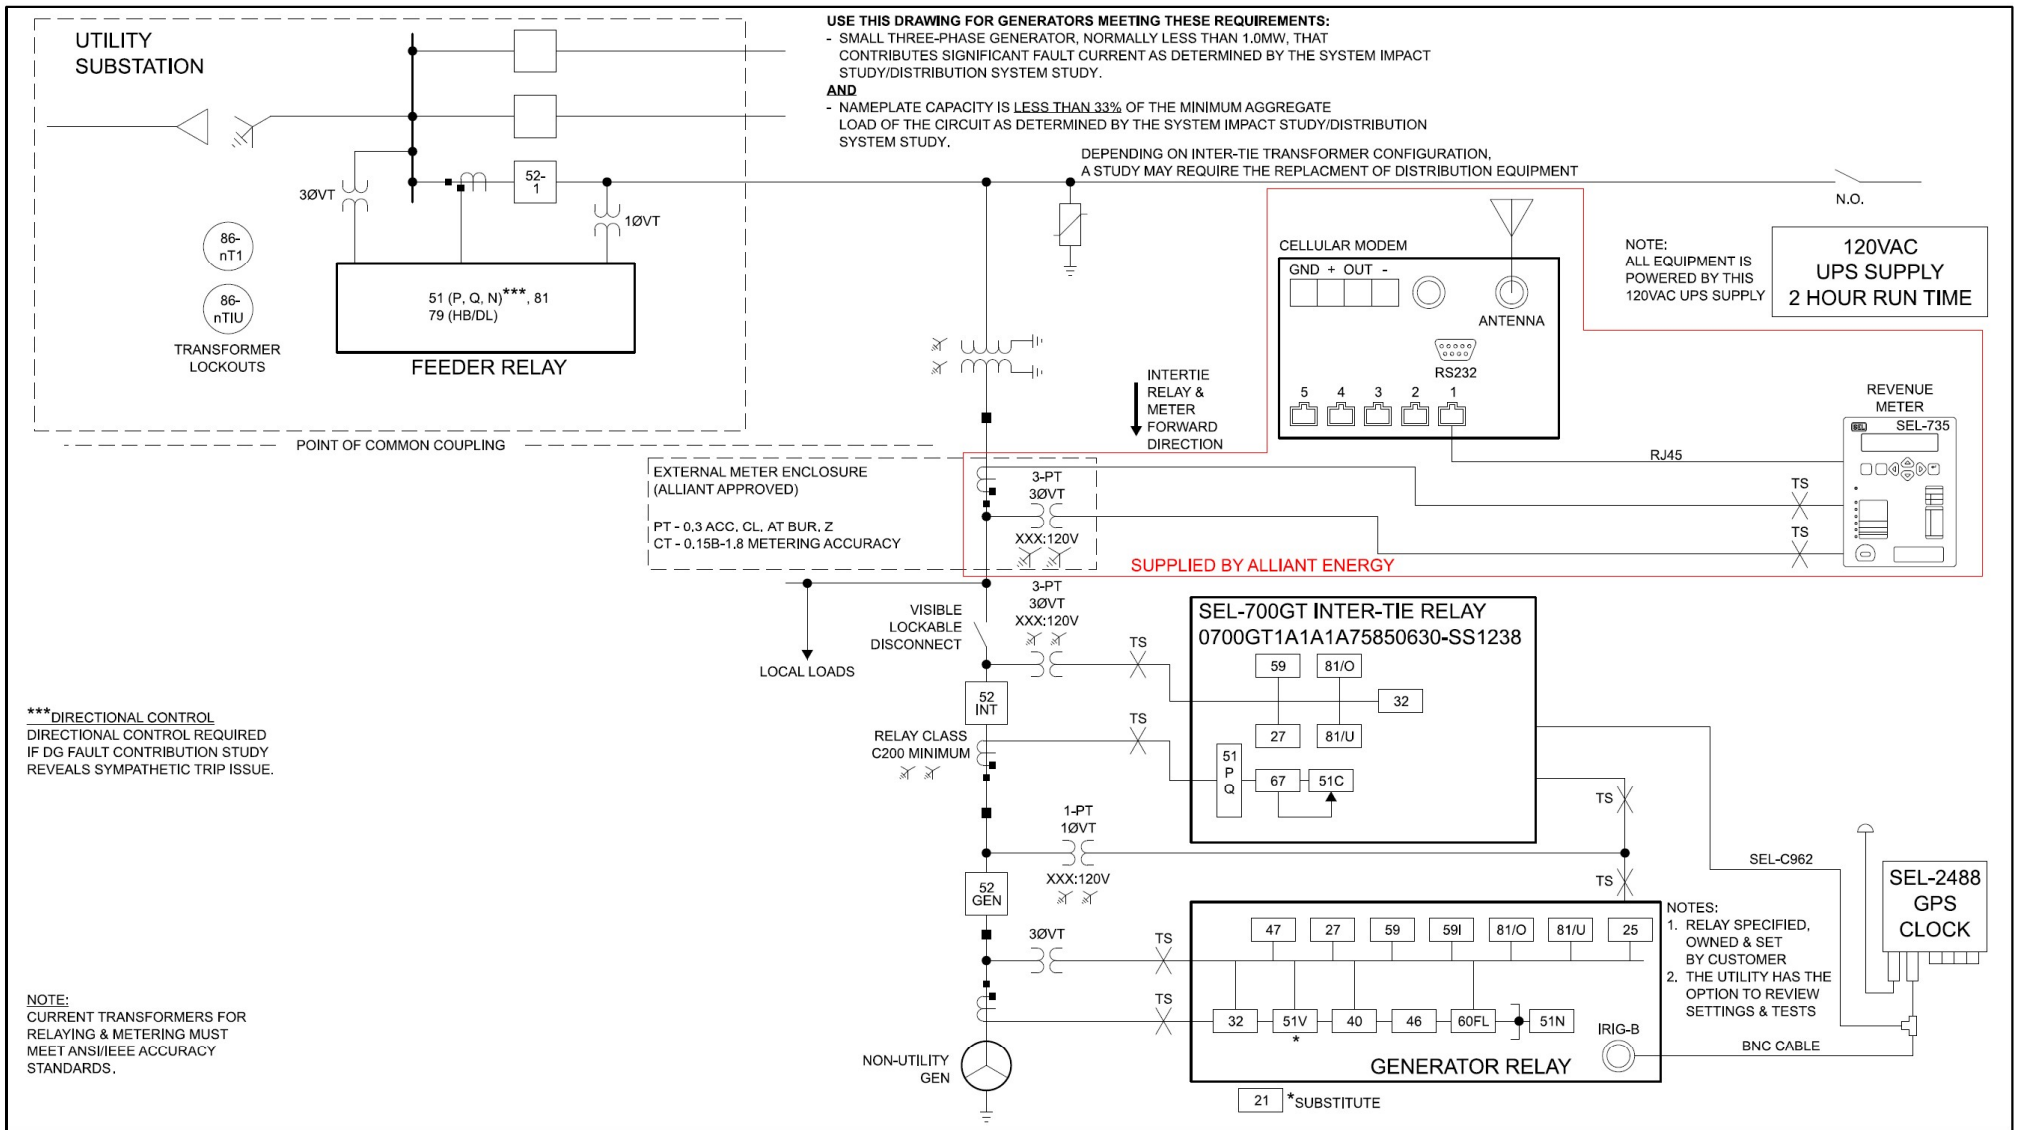 UTILITY
SUBSTATION
USE THIS DRAWING FOR GENERATORS MEETING THESE REQUIREMENTS:
- SMALL THREE-PHASE GENERATOR, NORMALLY LESS THAN 1.0MW, THAT
CONTRIBUTES SIGNIFICANT FAULT CURRENT AS DETERMINED BY THE SYSTEM IMPACT
STUDY/DISTRIBUTION SYSTEM STUDY.
AND
- NAMEPLATE CAPACITY IS LESS THAN 33% OF THE MINIMUM AGGREGATE
LOAD OF THE CIRCUIT AS DETERMINED BY THE SYSTEM IMPACT STUDY/DISTRIBUTION
SYSTEM STUDY.
DEPENDING ON INTER-TIE TRANSFORMER CONFIGURATION,
A STUDY MAY REQUIRE THE REPLACMENT OF DISTRIBUTION EQUIPMENT
N.O.
52-
1
3ØVT
1ØVT
86-
nT1
86-
nTIU
TRANSFORMER
LOCKOUTS
51 (P, Q, N)***, 81
79 (HB/DL)
FEEDER RELAY
POINT OF COMMON COUPLING
CELLULAR MODEM
GND + OUT -
ANTENNA
RS232
5 4 3 2 1
NOTE:
ALL EQUIPMENT IS
POWERED BY THIS
120VAC UPS SUPPLY
120VAC
UPS SUPPLY
2 HOUR RUN TIME
INTERTIE
RELAY &
METER
FORWARD
DIRECTION
REVENUE
METER
SEL
SEL-735
RJ45
TS
TS
EXTERNAL METER ENCLOSURE
(ALLIANT APPROVED)
PT - 0.3 ACC. CL. AT BUR. Z
CT - 0.15B-1.8 METERING ACCURACY
3-PT
3ØVT
XXX:120V
SUPPLIED BY ALLIANT ENERGY
LOCAL LOADS
VISIBLE
LOCKABLE
DISCONNECT
3-PT
3ØVT
XXX:120V
TS
52
INT
TS
RELAY CLASS
C200 MINIMUM
SEL-700GT INTER-TIE RELAY
0700GT1A1A1A75850630-SS1238
59
81/O
32
27
81/U
51
P
Q
67
51C
TS
1-PT
1ØVT
XXX:120V
TS
SEL-C962
52
GEN
SEL-2488
GPS
CLOCK
3ØVT
TS
TS
47
27
59
59I
81/O
81/U
25
32
51V
*
40
46
60FL
51N
IRIG-B
GENERATOR RELAY
NOTES:
1. RELAY SPECIFIED,
OWNED & SET
BY CUSTOMER
2. THE UTILITY HAS THE
OPTION TO REVIEW
SETTINGS & TESTS
BNC CABLE
NON-UTILITY
GEN
21
*SUBSTITUTE
***DIRECTIONAL CONTROL
DIRECTIONAL CONTROL REQUIRED
IF DG FAULT CONTRIBUTION STUDY
REVEALS SYMPATHETIC TRIP ISSUE.
NOTE:
CURRENT TRANSFORMERS FOR
RELAYING & METERING MUST
MEET ANSI/IEEE ACCURACY
STANDARDS.